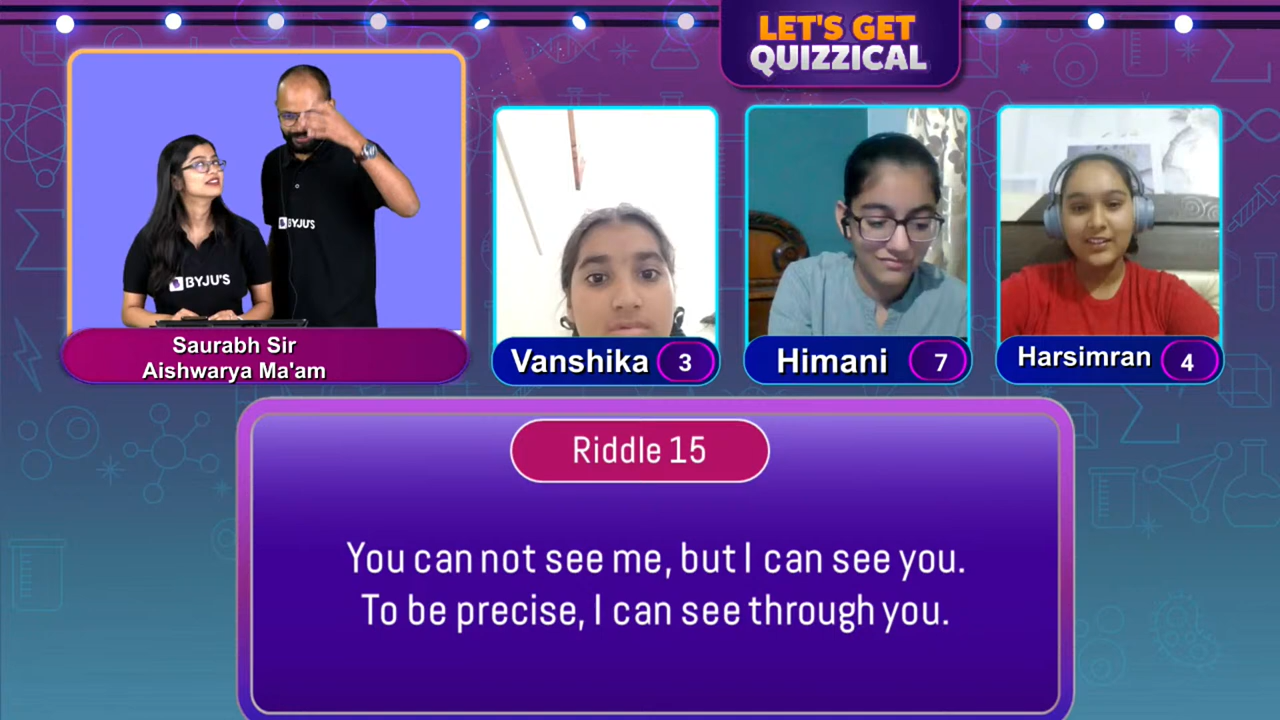 LET'S GET
QUIZZICAL
BYJU'S
BYJU'S
Saurabh Sir
Aishwarya Ma'am
Vanshika 3
Himani 7
Harsimran 4
Riddle 15
You can not see me, but I can see you.
To be precise, I can see through you.